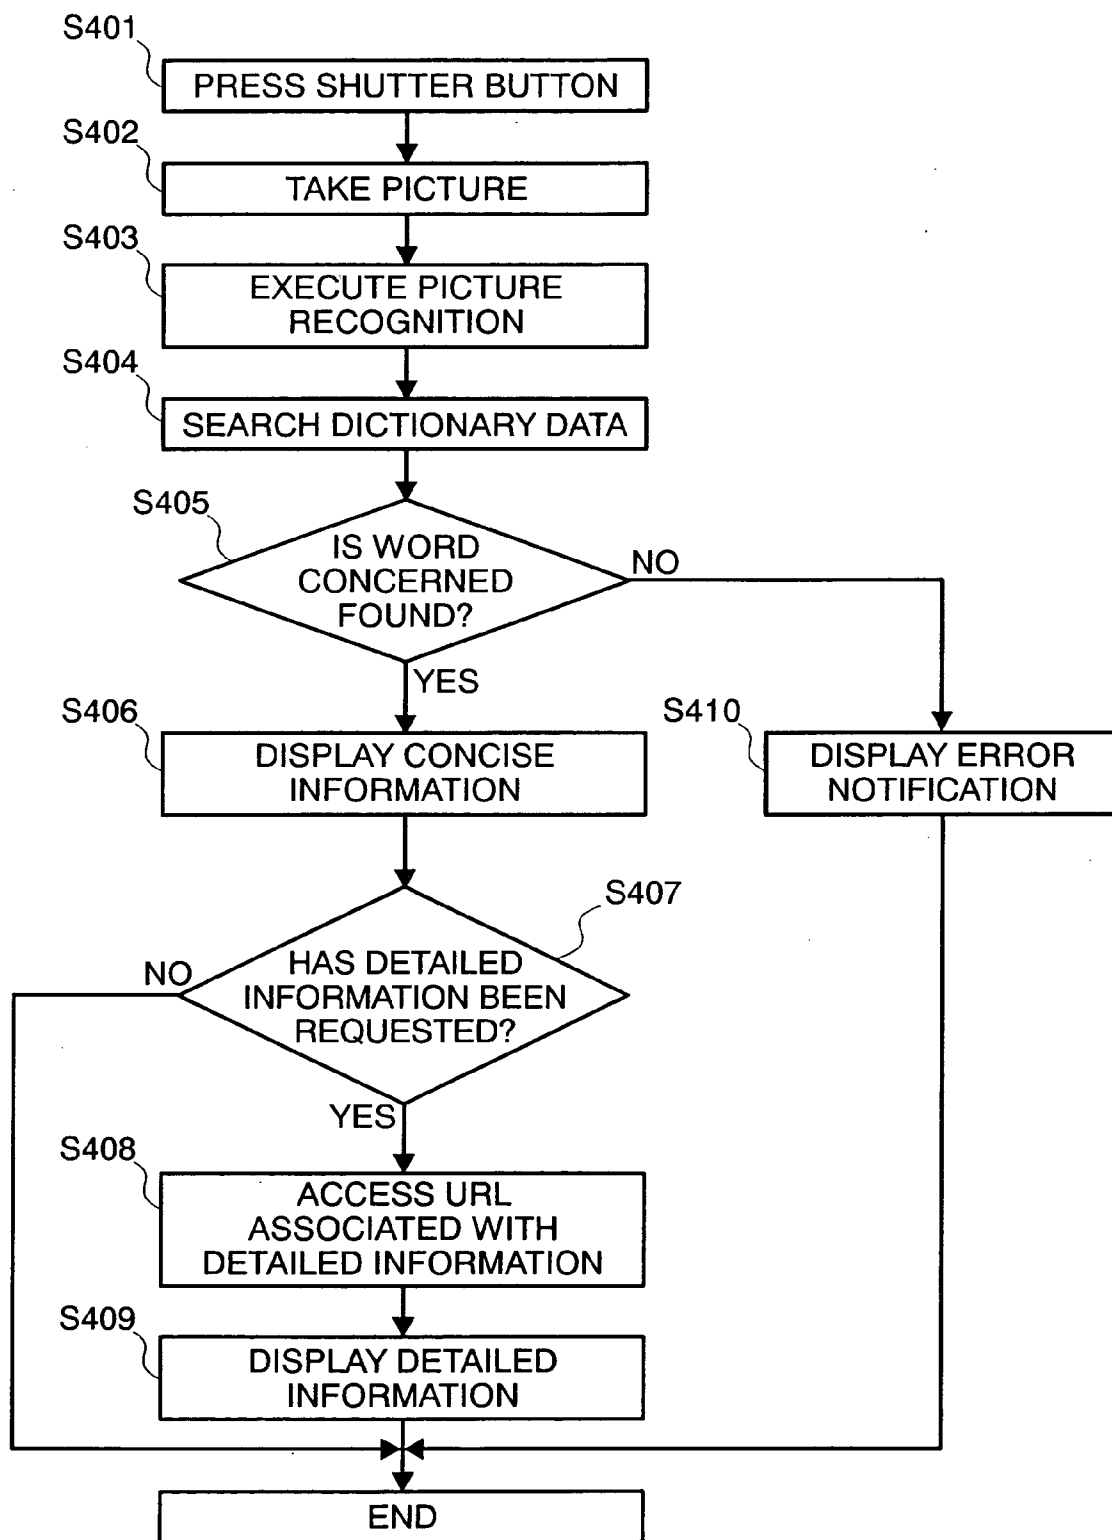 S401
PRESS SHUTTER BUTTON
S402
TAKE PICTURE
S403
EXECUTE PICTURE
RECOGNITION
S404
SEARCH DICTIONARY DATA
S405
IS WORD
CONCERNED
FOUND?
NO
YES
S406
DISPLAY CONCISE
INFORMATION
S410
DISPLAY ERROR
NOTIFICATION
S407
HAS DETAILED
INFORMATION BEEN
REQUESTED?
NO
YES
S408
ACCESS URL
ASSOCIATED WITH
DETAILED INFORMATION
S409
DISPLAY DETAILED
INFORMATION
END